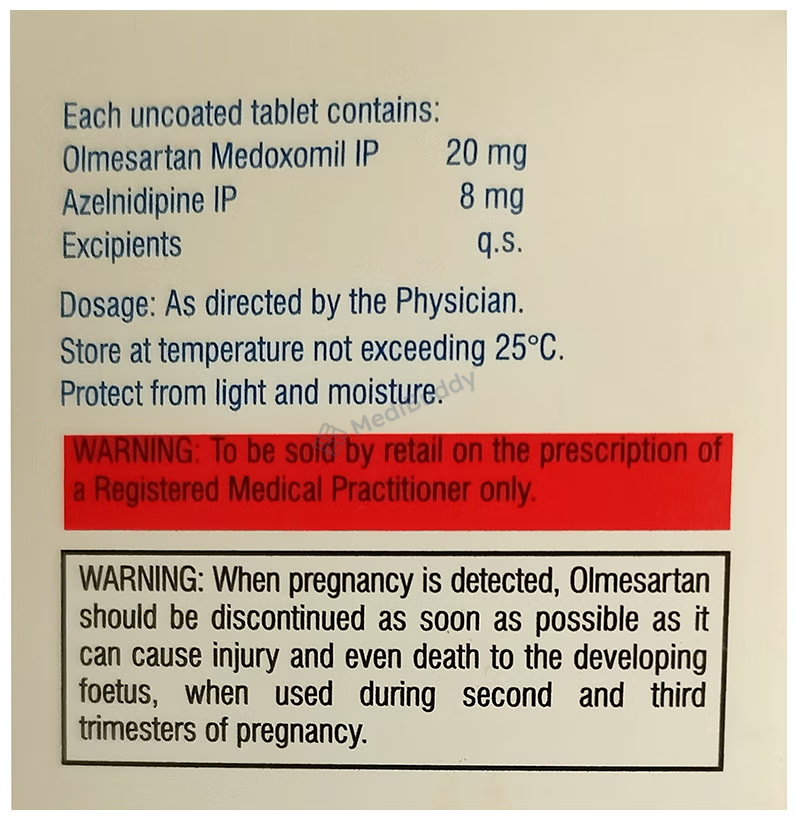 Each uncoated tablet contains:
Olmesartan Medoxomil IP 20 mg
Azelnidipine IP 8 mg
Excipients q.s.
Dosage: As directed by the Physician.
Store at temperature not exceeding 25°C.
Protect from light and moisture.
MediBuddy
WARNING: To be sold by retail on the prescription of
a Registered Medical Practitioner only.
WARNING: When pregnancy is detected, Olmesartan
should be discontinued as soon as possible as it
can cause injury and even death to the developing
foetus, when used during second and third
trimesters of pregnancy.